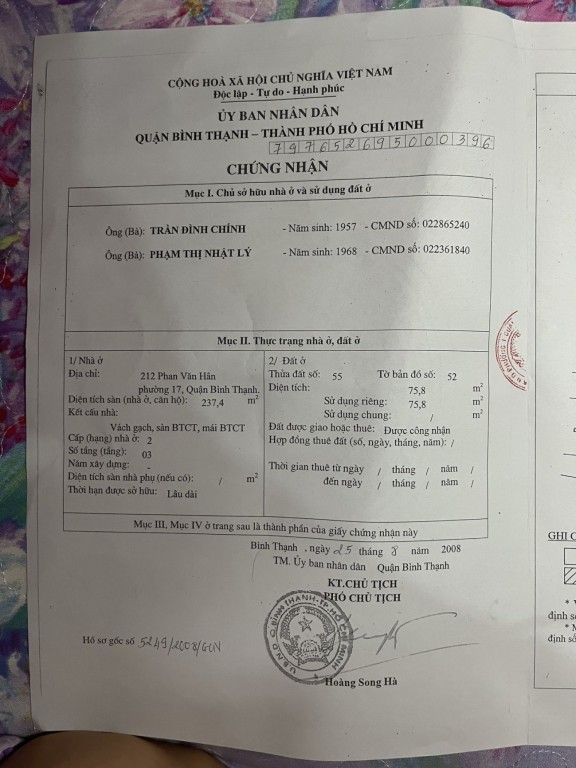 CỘNG HOÀ XÃ HỘI CHỦ NGHĨA VIỆT NAM
Độc lập - Tự do - Hạnh phúc
ỦY BAN NHÂN DÂN
QUẬN BÌNH THẠNH – THÀNH PHỐ HỒ CHÍ MINH
797652695000396
CHỨNG NHẬN
Mục I. Chủ sở hữu nhà ở và sử dụng đất ở
Ông (Bà): TRẦN ĐÌNH CHÍNH - Năm sinh: 1957 - CMND số: 022865240
Ông (Bà): PHẠM THỊ NHẬT LÝ - Năm sinh: 1968 - CMND số: 022361840
Mục II. Thực trạng nhà ở, đất ở
1/ Nhà ở
Địa chỉ: 212 Phan Văn Hân
phường 17, Quận Bình Thạnh.
Diện tích sàn (nhà ở, căn hộ): 237,4 m²
Kết cấu nhà:
Vách gạch, sàn BTCT, mái BTCT
Cấp (hạng) nhà ở: 2
Số tầng (tầng): 03
Năm xây dựng: -
Diện tích sàn nhà phụ (nếu có): / m²
Thời hạn được sở hữu: Lâu dài
2/ Đất ở
Thửa đất số: 55 Tờ bản đồ số: 52
Diện tích: 75,8 m²
Sử dụng riêng: 75,8 m²
Sử dụng chung: / m²
Đất được giao hoặc thuê: Được công nhận
Hợp đồng thuê đất (số, ngày, tháng, năm): /
Thời gian thuê từ ngày / tháng / năm /
đến ngày / tháng / năm /
Mục III. Mục IV ở trang sau là thành phần của giấy chứng nhận này
Bình Thạnh , ngày 25 tháng 8 năm 2008
TM. Ủy ban nhân dân Quận Bình Thạnh
KT.CHỦ TỊCH
PHÓ CHỦ TỊCH
U.B.N.D Q.BÌNH THẠNH-TP.HỒ CHÍ MINH
Hồ sơ gốc số 5249/2008/GCN
Hoàng Song Hà
GHI C
định số
định số